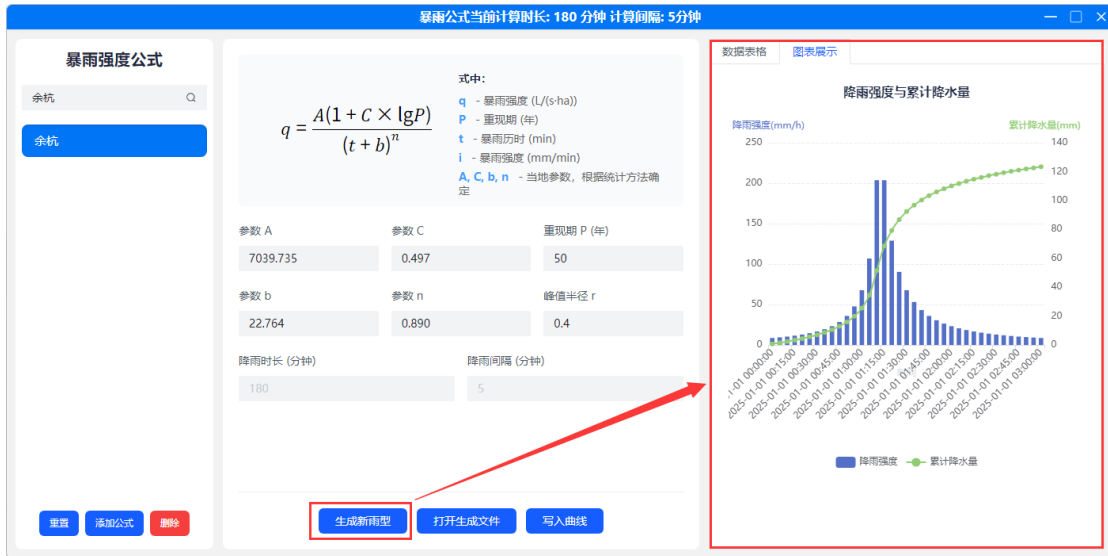 暴雨公式当前计算时长: 180 分钟 计算间隔: 5分钟
暴雨强度公式
余杭
余杭
重置
添加公式
删除
q = A(1 + C × lgP) / (t + b)^n
式中:
q - 暴雨强度 (L/(s·ha))
P - 重现期 (年)
t - 暴雨历时 (min)
i - 暴雨强度 (mm/min)
A, C, b, n - 当地参数，根据统计方法确
定
参数 A
参数 C
重现期 P (年)
7039.735
0.497
50
参数 b
参数 n
峰值半径 r
22.764
0.890
0.4
降雨时长 (分钟)
降雨间隔 (分钟)
180
5
生成新雨型
打开生成文件
写入曲线
数据表格
图表展示
降雨强度与累计降水量
降雨强度(mm/h)
累计降水量(mm)
250
200
150
100
50
0
140
120
100
80
60
40
20
0
1-01 00:00:00
2025-01-01 00:15:00
2025-01-01 00:30:00
2025-01-01 00:45:00
2025-01-01 01:00:00
2025-01-01 01:15:00
2025-01-01 01:30:00
2025-01-01 01:45:00
2025-01-01 02:00:00
2025-01-01 02:15:00
2025-01-01 02:30:00
2025-01-01 02:45:00
2025-01-01 03:00:00
降雨强度
累计降水量